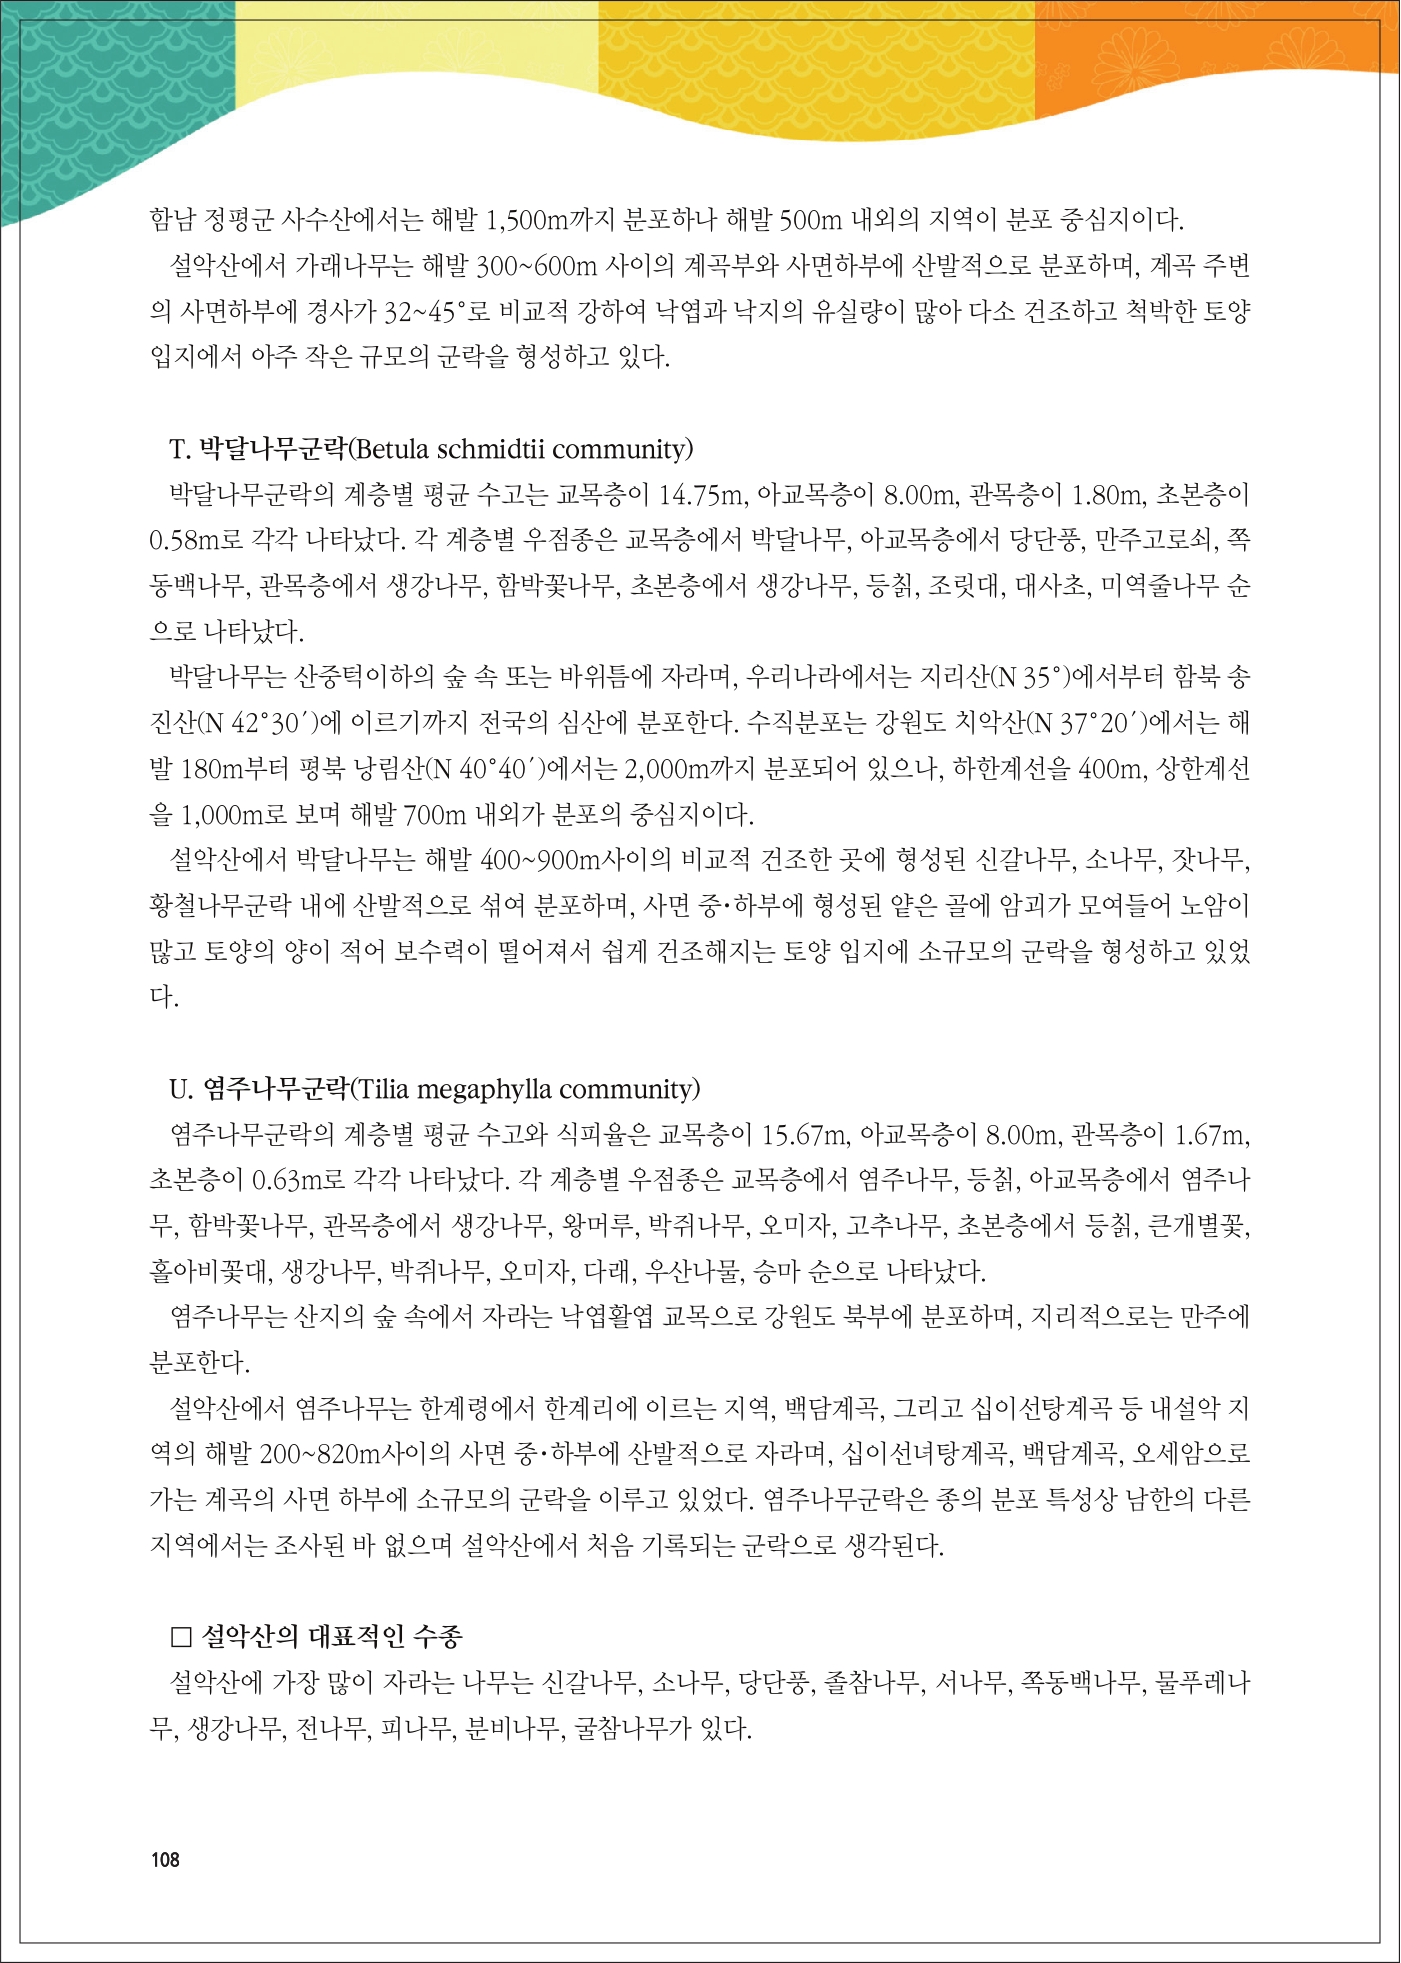 함남 정평군 사수산에서는 해발 1,500m까지 분포하나 해발 500m 내외의 지역이 분포 중심지이다.
설악산에서 가래나무는 해발 300~600m 사이의 계곡부와 사면하부에 산발적으로 분포하며, 계곡 주변
의 사면하부에 경사가 32~45°로 비교적 강하여 낙엽과 낙지의 유실량이 많아 다소 건조하고 척박한 토양
입지에서 아주 작은 규모의 군락을 형성하고 있다.
T. 박달나무군락(Betula schmidtii community)
박달나무군락의 계층별 평균 수고는 교목층이 14.75m, 아교목층이 8.00m, 관목층이 1.80m, 초본층이
0.58m로 각각 나타났다. 각 계층별 우점종은 교목층에서 박달나무, 아교목층에서 당단풍, 만주고로쇠, 쪽
동백나무, 관목층에서 생강나무, 함박꽃나무, 초본층에서 생강나무, 등칡, 조릿대, 대사초, 미역줄나무 순
으로 나타났다.
박달나무는 산중턱이하의 숲 속 또는 바위틈에 자라며, 우리나라에서는 지리산(N 35°)에서부터 함북 송
진산(N 42°30′)에 이르기까지 전국의 심산에 분포한다. 수직분포는 강원도 치악산(N 37°20′)에서는 해
발 180m부터 평북 낭림산(N 40°40′)에서는 2,000m까지 분포되어 있으나, 하한계선을 400m, 상한계선
을 1,000m로 보며 해발 700m 내외가 분포의 중심지이다.
설악산에서 박달나무는 해발 400~900m사이의 비교적 건조한 곳에 형성된 신갈나무, 소나무, 잣나무,
황철나무군락 내에 산발적으로 섞여 분포하며, 사면 중·하부에 형성된 얕은 골에 암괴가 모여들어 노암이
많고 토양의 양이 적어 보수력이 떨어져서 쉽게 건조해지는 토양 입지에 소규모의 군락을 형성하고 있었
다.
U. 염주나무군락(Tilia megaphylla community)
염주나무군락의 계층별 평균 수고와 식피율은 교목층이 15.67m, 아교목층이 8.00m, 관목층이 1.67m,
초본층이 0.63m로 각각 나타났다. 각 계층별 우점종은 교목층에서 염주나무, 등칡, 아교목층에서 염주나
무, 함박꽃나무, 관목층에서 생강나무, 왕머루, 박쥐나무, 오미자, 고추나무, 초본층에서 등칡, 큰개별꽃,
홀아비꽃대, 생강나무, 박쥐나무, 오미자, 다래, 우산나물, 승마 순으로 나타났다.
염주나무는 산지의 숲 속에서 자라는 낙엽활엽 교목으로 강원도 북부에 분포하며, 지리적으로는 만주에
분포한다.
설악산에서 염주나무는 한계령에서 한계리에 이르는 지역, 백담계곡, 그리고 십이선탕계곡 등 내설악 지
역의 해발 200~820m사이의 사면 중·하부에 산발적으로 자라며, 십이선녀탕계곡, 백담계곡, 오세암으로
가는 계곡의 사면 하부에 소규모의 군락을 이루고 있었다. 염주나무군락은 종의 분포 특성상 남한의 다른
지역에서는 조사된 바 없으며 설악산에서 처음 기록되는 군락으로 생각된다.
□ 설악산의 대표적인 수종
설악산에 가장 많이 자라는 나무는 신갈나무, 소나무, 당단풍, 졸참나무, 서나무, 쪽동백나무, 물푸레나
무, 생강나무, 전나무, 피나무, 분비나무, 굴참나무가 있다.
108